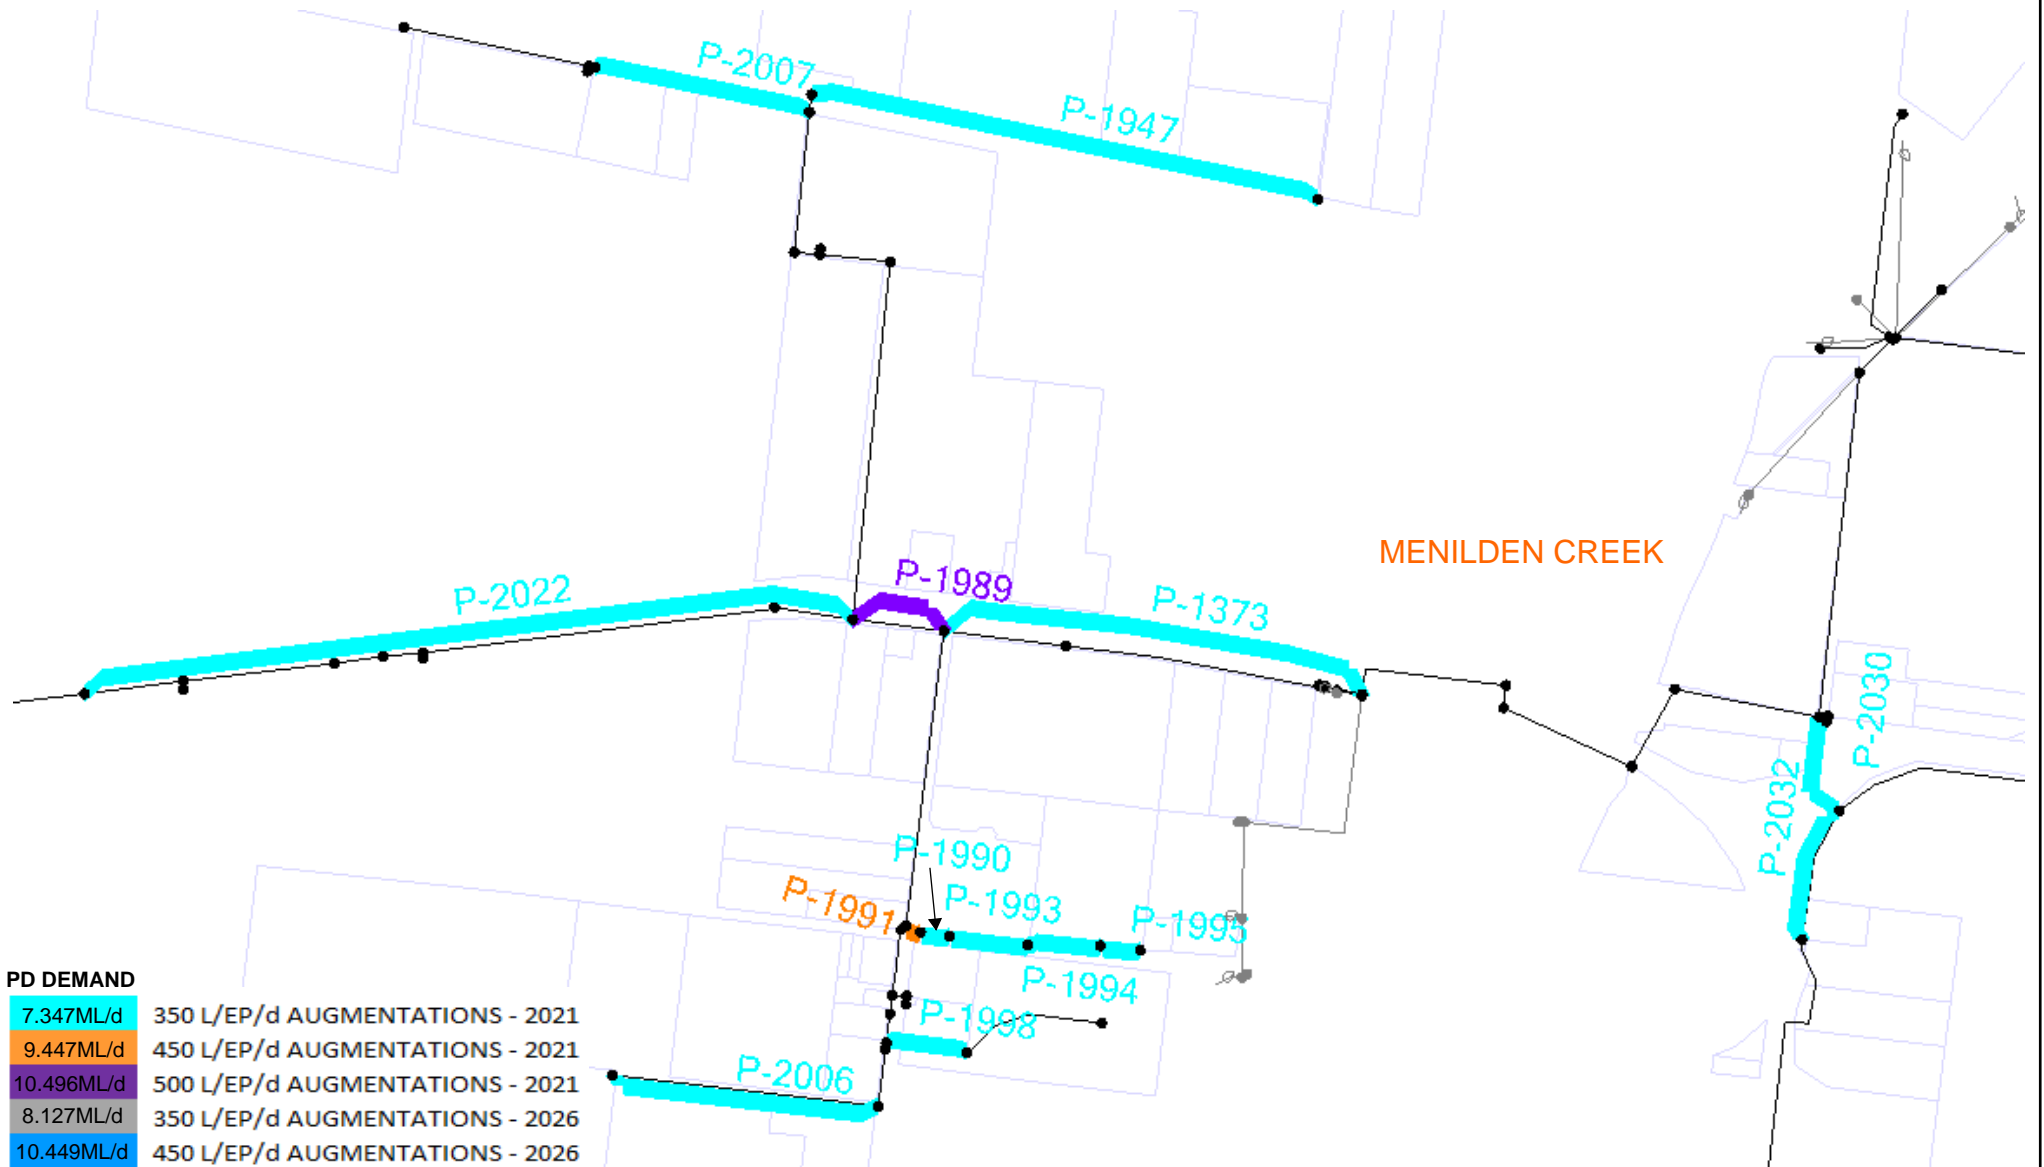 P-2007
P-1947
MENILDEN CREEK
P-2022
P-1989
P-1373
P-2030
P-2032
P-1990
P-1991
P-1993
P-1995
P-1994
P-1998
P-2006
PD DEMAND
7.347ML/d 350 L/EP/d AUGMENTATIONS - 2021
9.447ML/d 450 L/EP/d AUGMENTATIONS - 2021
10.496ML/d 500 L/EP/d AUGMENTATIONS - 2021
8.127ML/d 350 L/EP/d AUGMENTATIONS - 2026
10.449ML/d 450 L/EP/d AUGMENTATIONS - 2026